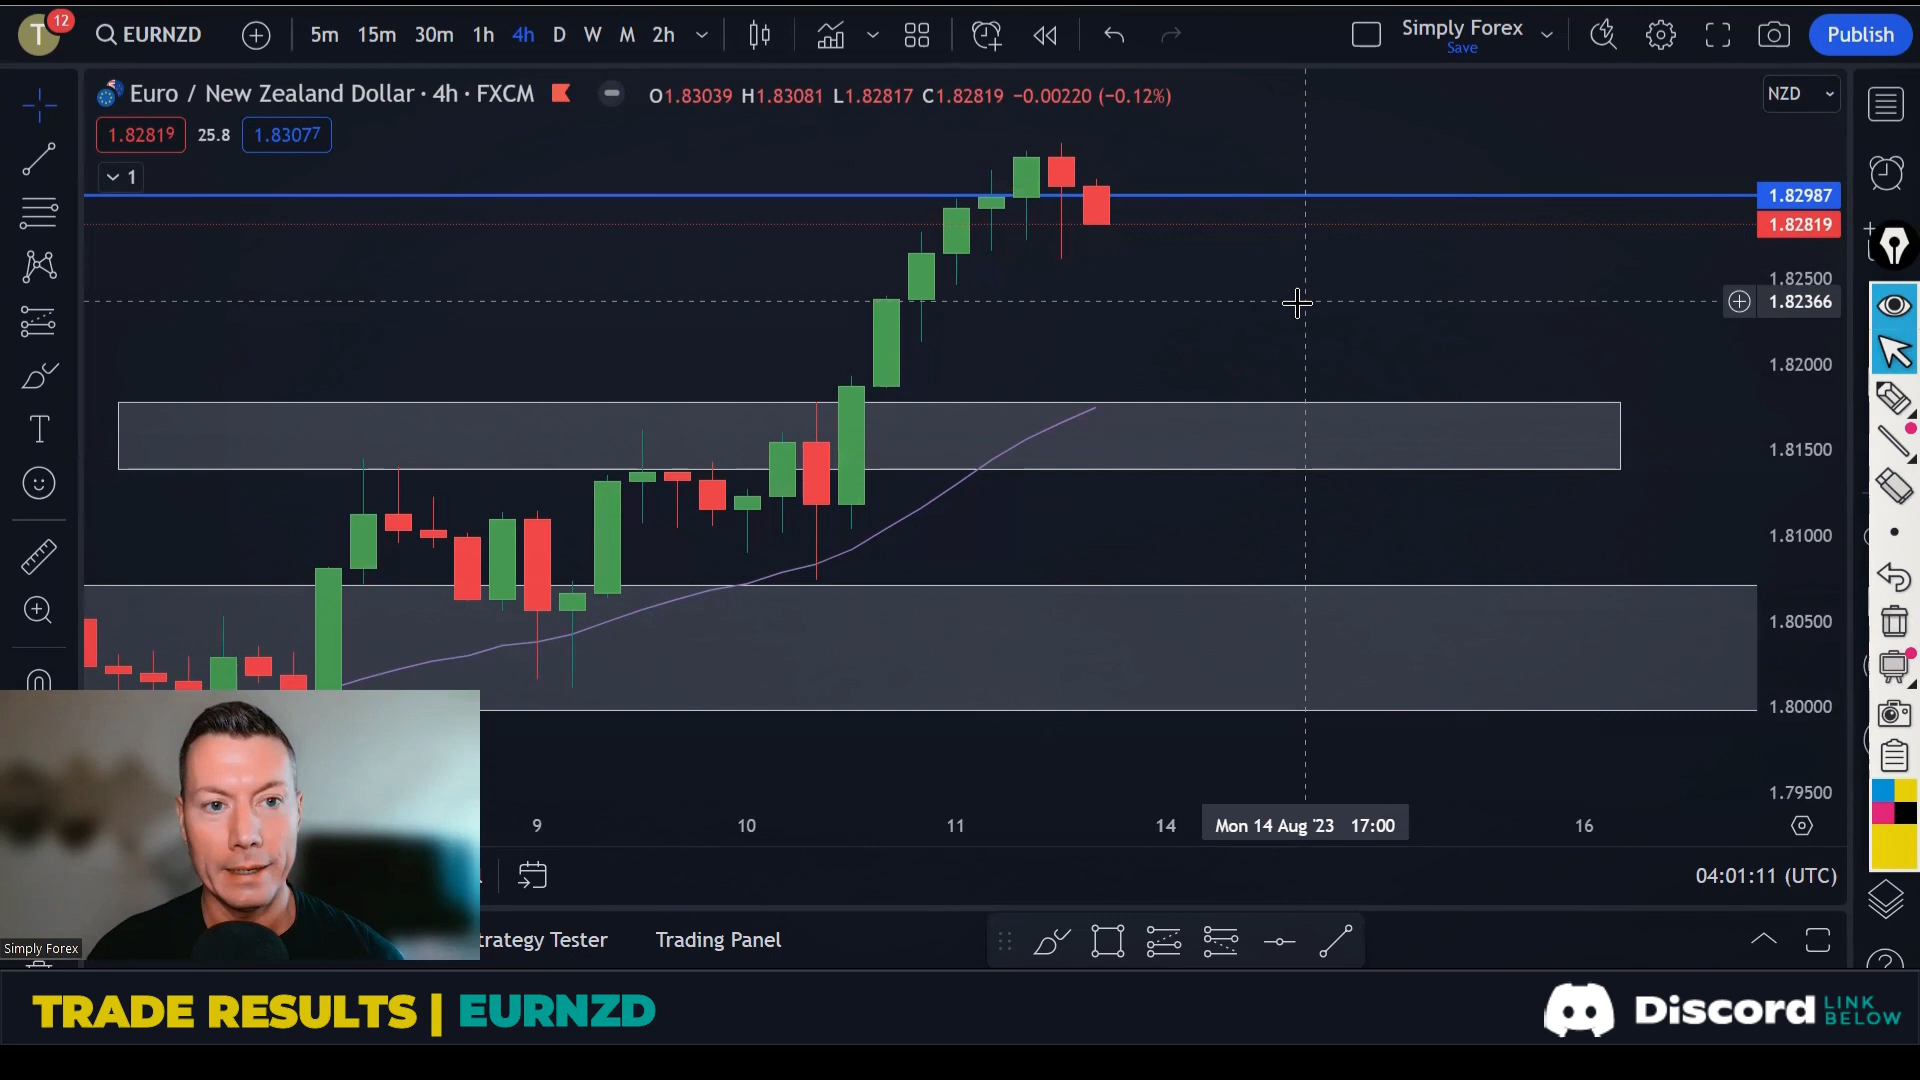 T
12
EURNZD
5m 15m 30m 1h 4h D W M 2h
Simply Forex
Save
Publish
Euro / New Zealand Dollar · 4h · FXCM
O1.83039 H1.83081 L1.82817 C1.82819 −0.00220 (−0.12%)
NZD
1.82819 25.8 1.83077
1
1.82987
1.82819
1.82500
1.82366
1.82000
1.81500
1.81000
1.80500
1.80000
1.79500
9 10 11 14 Mon 14 Aug '23 17:00 16
04:01:11 (UTC)
trategy Tester Trading Panel
Simply Forex
TRADE RESULTS | EURNZD
Discord LINK BELOW